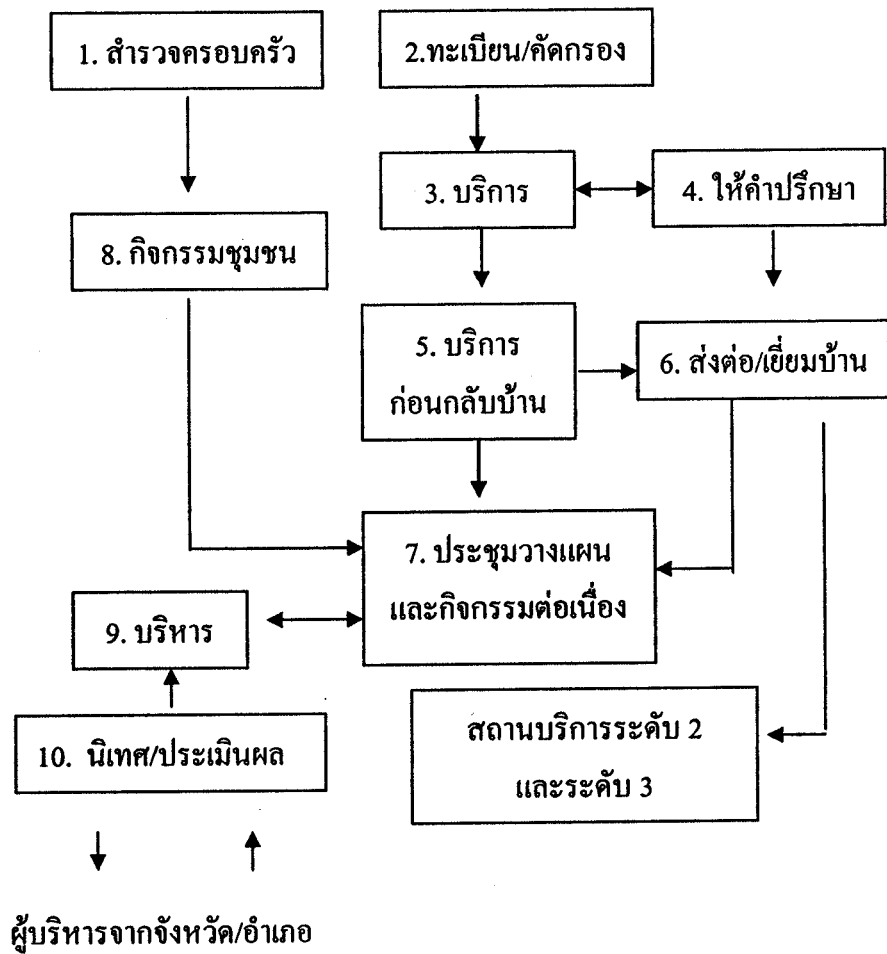 1. สำรวจครอบครัว
2.ทะเบียน/คัดกรอง
3. บริการ
4. ให้คำปรึกษา
8. กิจกรรมชุมชน
5. บริการ
ก่อนกลับบ้าน
6. ส่งต่อ/เยี่ยมบ้าน
7. ประชุมวางแผน
และกิจกรรมต่อเนื่อง
9. บริหาร
10. นิเทศ/ประเมินผล
สถานบริการระดับ 2
และระดับ 3
ผู้บริหารจากจังหวัด/อำเภอ